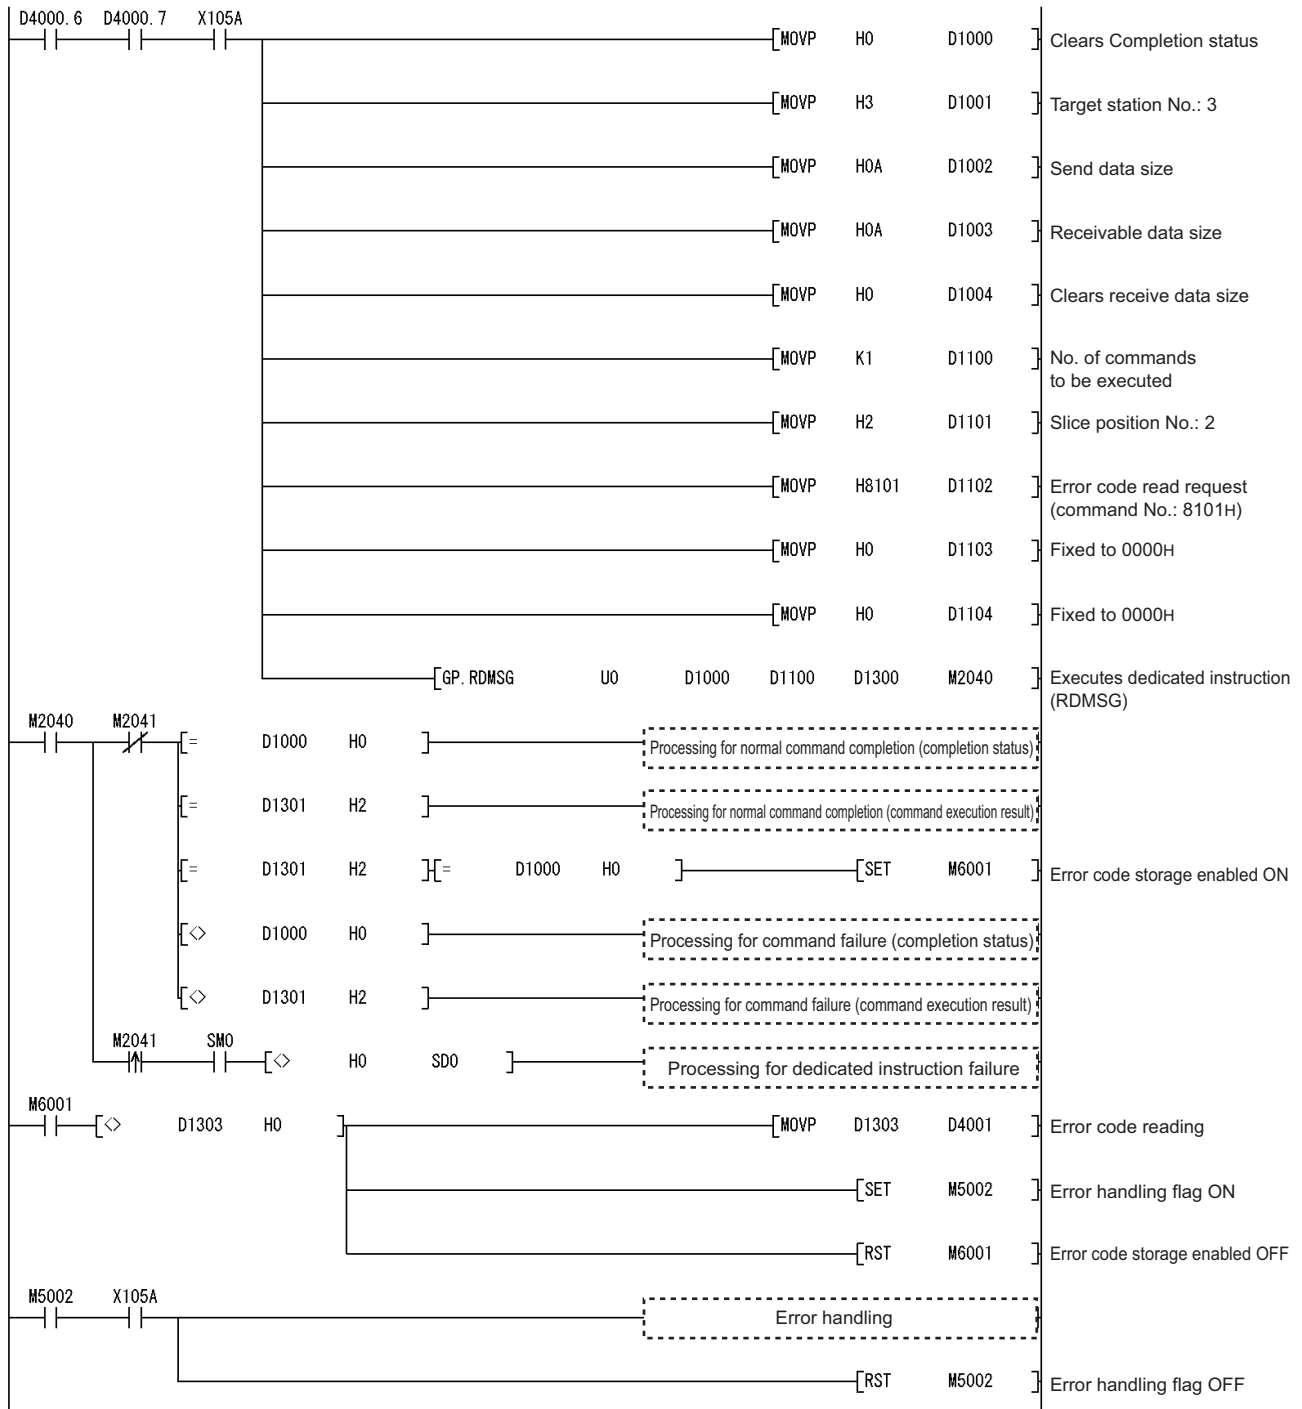 D4000.6 D4000.7 X105A
[MOVP H0 D1000 ] Clears Completion status
[MOVP H3 D1001 ] Target station No.: 3
[MOVP H0A D1002 ] Send data size
[MOVP H0A D1003 ] Receivable data size
[MOVP H0 D1004 ] Clears receive data size
[MOVP K1 D1100 ] No. of commands
to be executed
[MOVP H2 D1101 ] Slice position No.: 2
[MOVP H8101 D1102 ] Error code read request
(command No.: 8101H)
[MOVP H0 D1103 ] Fixed to 0000H
[MOVP H0 D1104 ] Fixed to 0000H
[GP.RDMSG U0 D1000 D1100 D1300 M2040 ] Executes dedicated instruction
(RDMSG)
M2040 M2041
[= D1000 H0 ] Processing for normal command completion (completion status)
[= D1301 H2 ] Processing for normal command completion (command execution result)
[= D1301 H2 ][= D1000 H0 ] [SET M6001 ] Error code storage enabled ON
[<> D1000 H0 ] Processing for command failure (completion status)
[<> D1301 H2 ] Processing for command failure (command execution result)
M2041 SM0
[<> H0 SD0 ] Processing for dedicated instruction failure
M6001
[<> D1303 H0 ] [MOVP D1303 D4001 ] Error code reading
[SET M5002 ] Error handling flag ON
[RST M6001 ] Error code storage enabled OFF
M5002 X105A
Error handling
[RST M5002 ] Error handling flag OFF